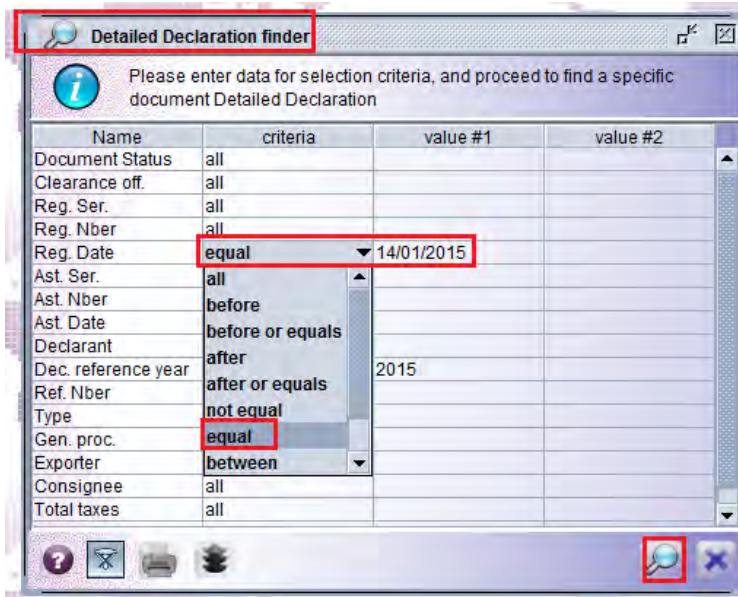 Detailed Declaration finder
Please enter data for selection criteria, and proceed to find a specific
document Detailed Declaration
Name criteria value #1 value #2
Document Status all
Clearance off. all
Reg. Ser. all
Reg. Nber all
Reg. Date equal 14/01/2015
Ast. Ser. all
Ast. Nber before
Ast. Date before or equals
Declarant after
Dec. reference year 2015
Ref. Nber after or equals
Type not equal
Gen. proc. equal
Exporter between
Consignee all
Total taxes all